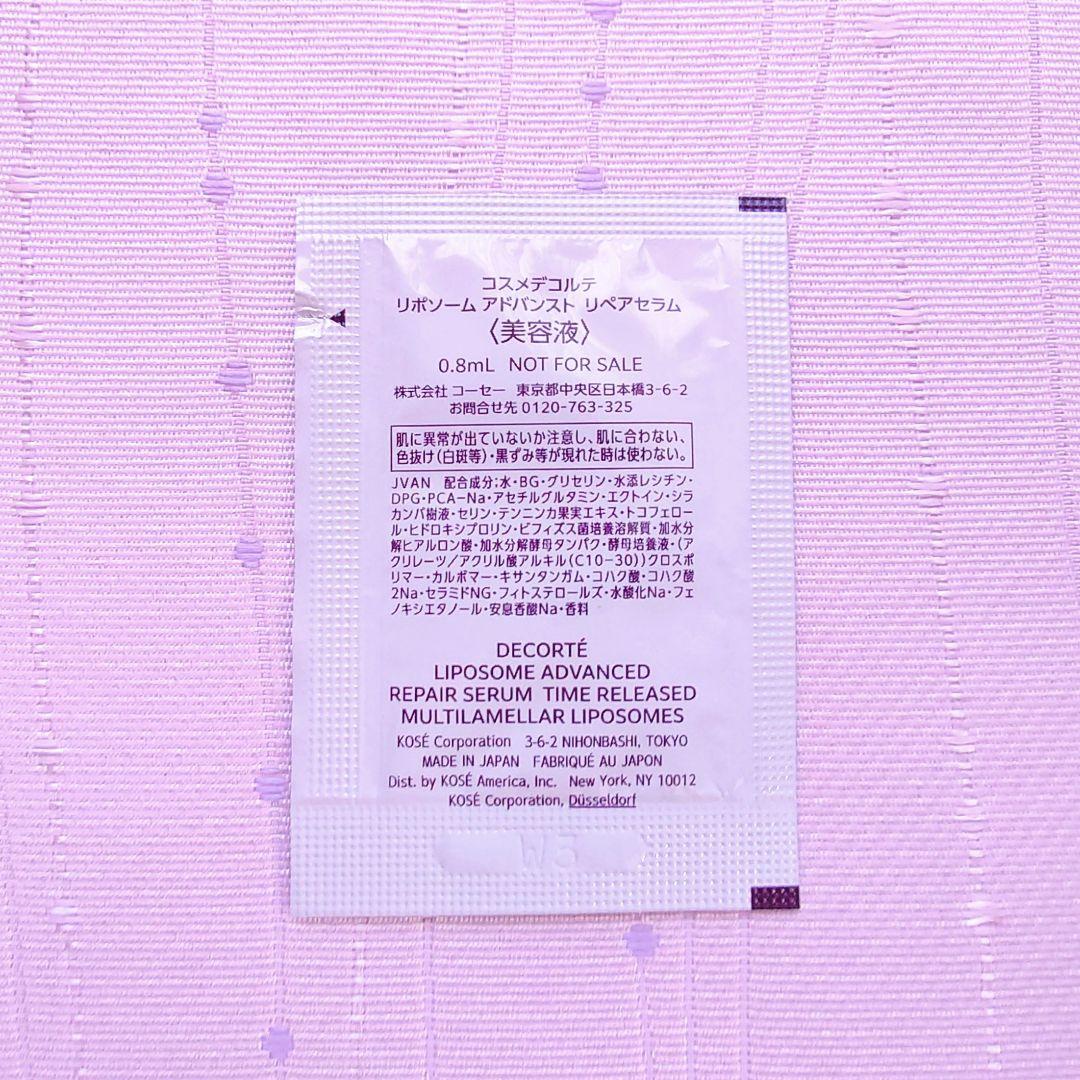 コスメデコルテ
リポソーム アドバンスト リペアセラム
〈美容液〉
0.8mL NOT FOR SALE
株式会社 コーセー 東京都中央区日本橋3-6-2
お問合せ先 0120-763-325
肌に異常が出ていないか注意し、肌に合わない、
色抜け(白斑等)・黒ずみ等が現れた時は使わない。
JVAN 配合成分:水・BG・グリセリン・水添レシチン・
DPG・PCA−Na・アセチルグルタミン・エクトイン・シラ
カンバ樹液・セリン・テンニンカ果実エキス・トコフェロー
ル・ヒドロキシプロリン・ビフィズス菌培養溶解質・加水分
解ヒアルロン酸・加水分解酵母タンパク・酵母培養液・(ア
クリレーツ/アクリル酸アルキル(C10−30))クロスポ
リマー・カルボマー・キサンタンガム・コハク酸・コハク酸
2Na・セラミドNG・フィトステロールズ・水酸化Na・フェ
ノキシエタノール・安息香酸Na・香料
DECORTÉ
LIPOSOME ADVANCED
REPAIR SERUM TIME RELEASED
MULTILAMELLAR LIPOSOMES
KOSÉ Corporation 3-6-2 NIHONBASHI, TOKYO
MADE IN JAPAN FABRIQUÉ AU JAPON
Dist. by KOSÉ America, Inc. New York, NY 10012
KOSÉ Corporation, Düsseldorf
W3